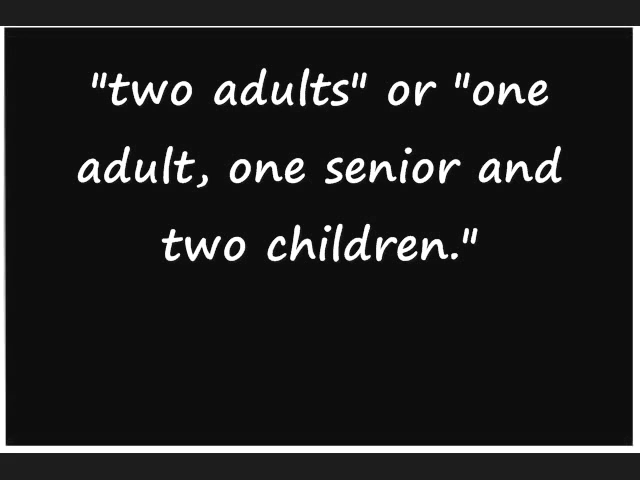 "two adults" or "one
adult, one senior and
two children."